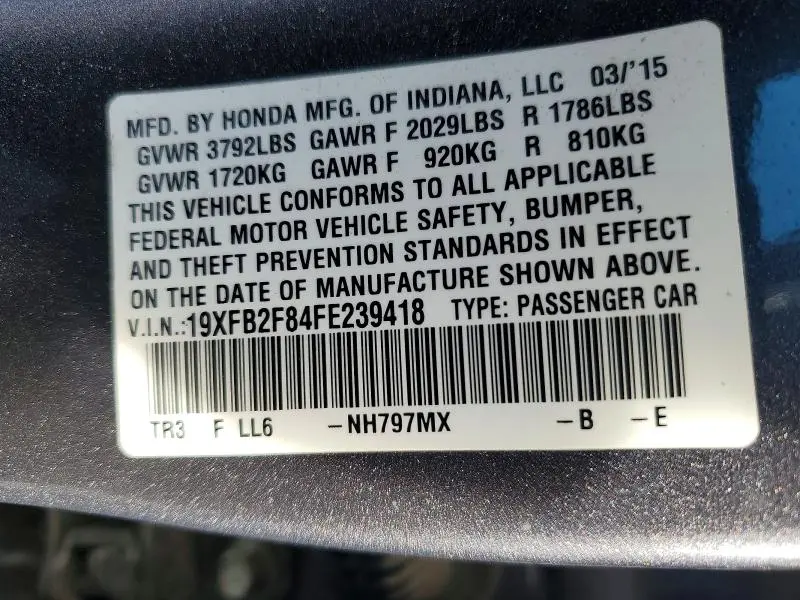 MFD. BY HONDA MFG. OF INDIANA, LLC 03/'15
GVWR 3792LBS GAWR F 2029LBS R 1786LBS
GVWR 1720KG GAWR F 920KG R 810KG
THIS VEHICLE CONFORMS TO ALL APPLICABLE
FEDERAL MOTOR VEHICLE SAFETY, BUMPER,
AND THEFT PREVENTION STANDARDS IN EFFECT
ON THE DATE OF MANUFACTURE SHOWN ABOVE.
V.I.N.:19XFB2F84FE239418 TYPE: PASSENGER CAR
TR3 F LL6 -NH797MX -B -E